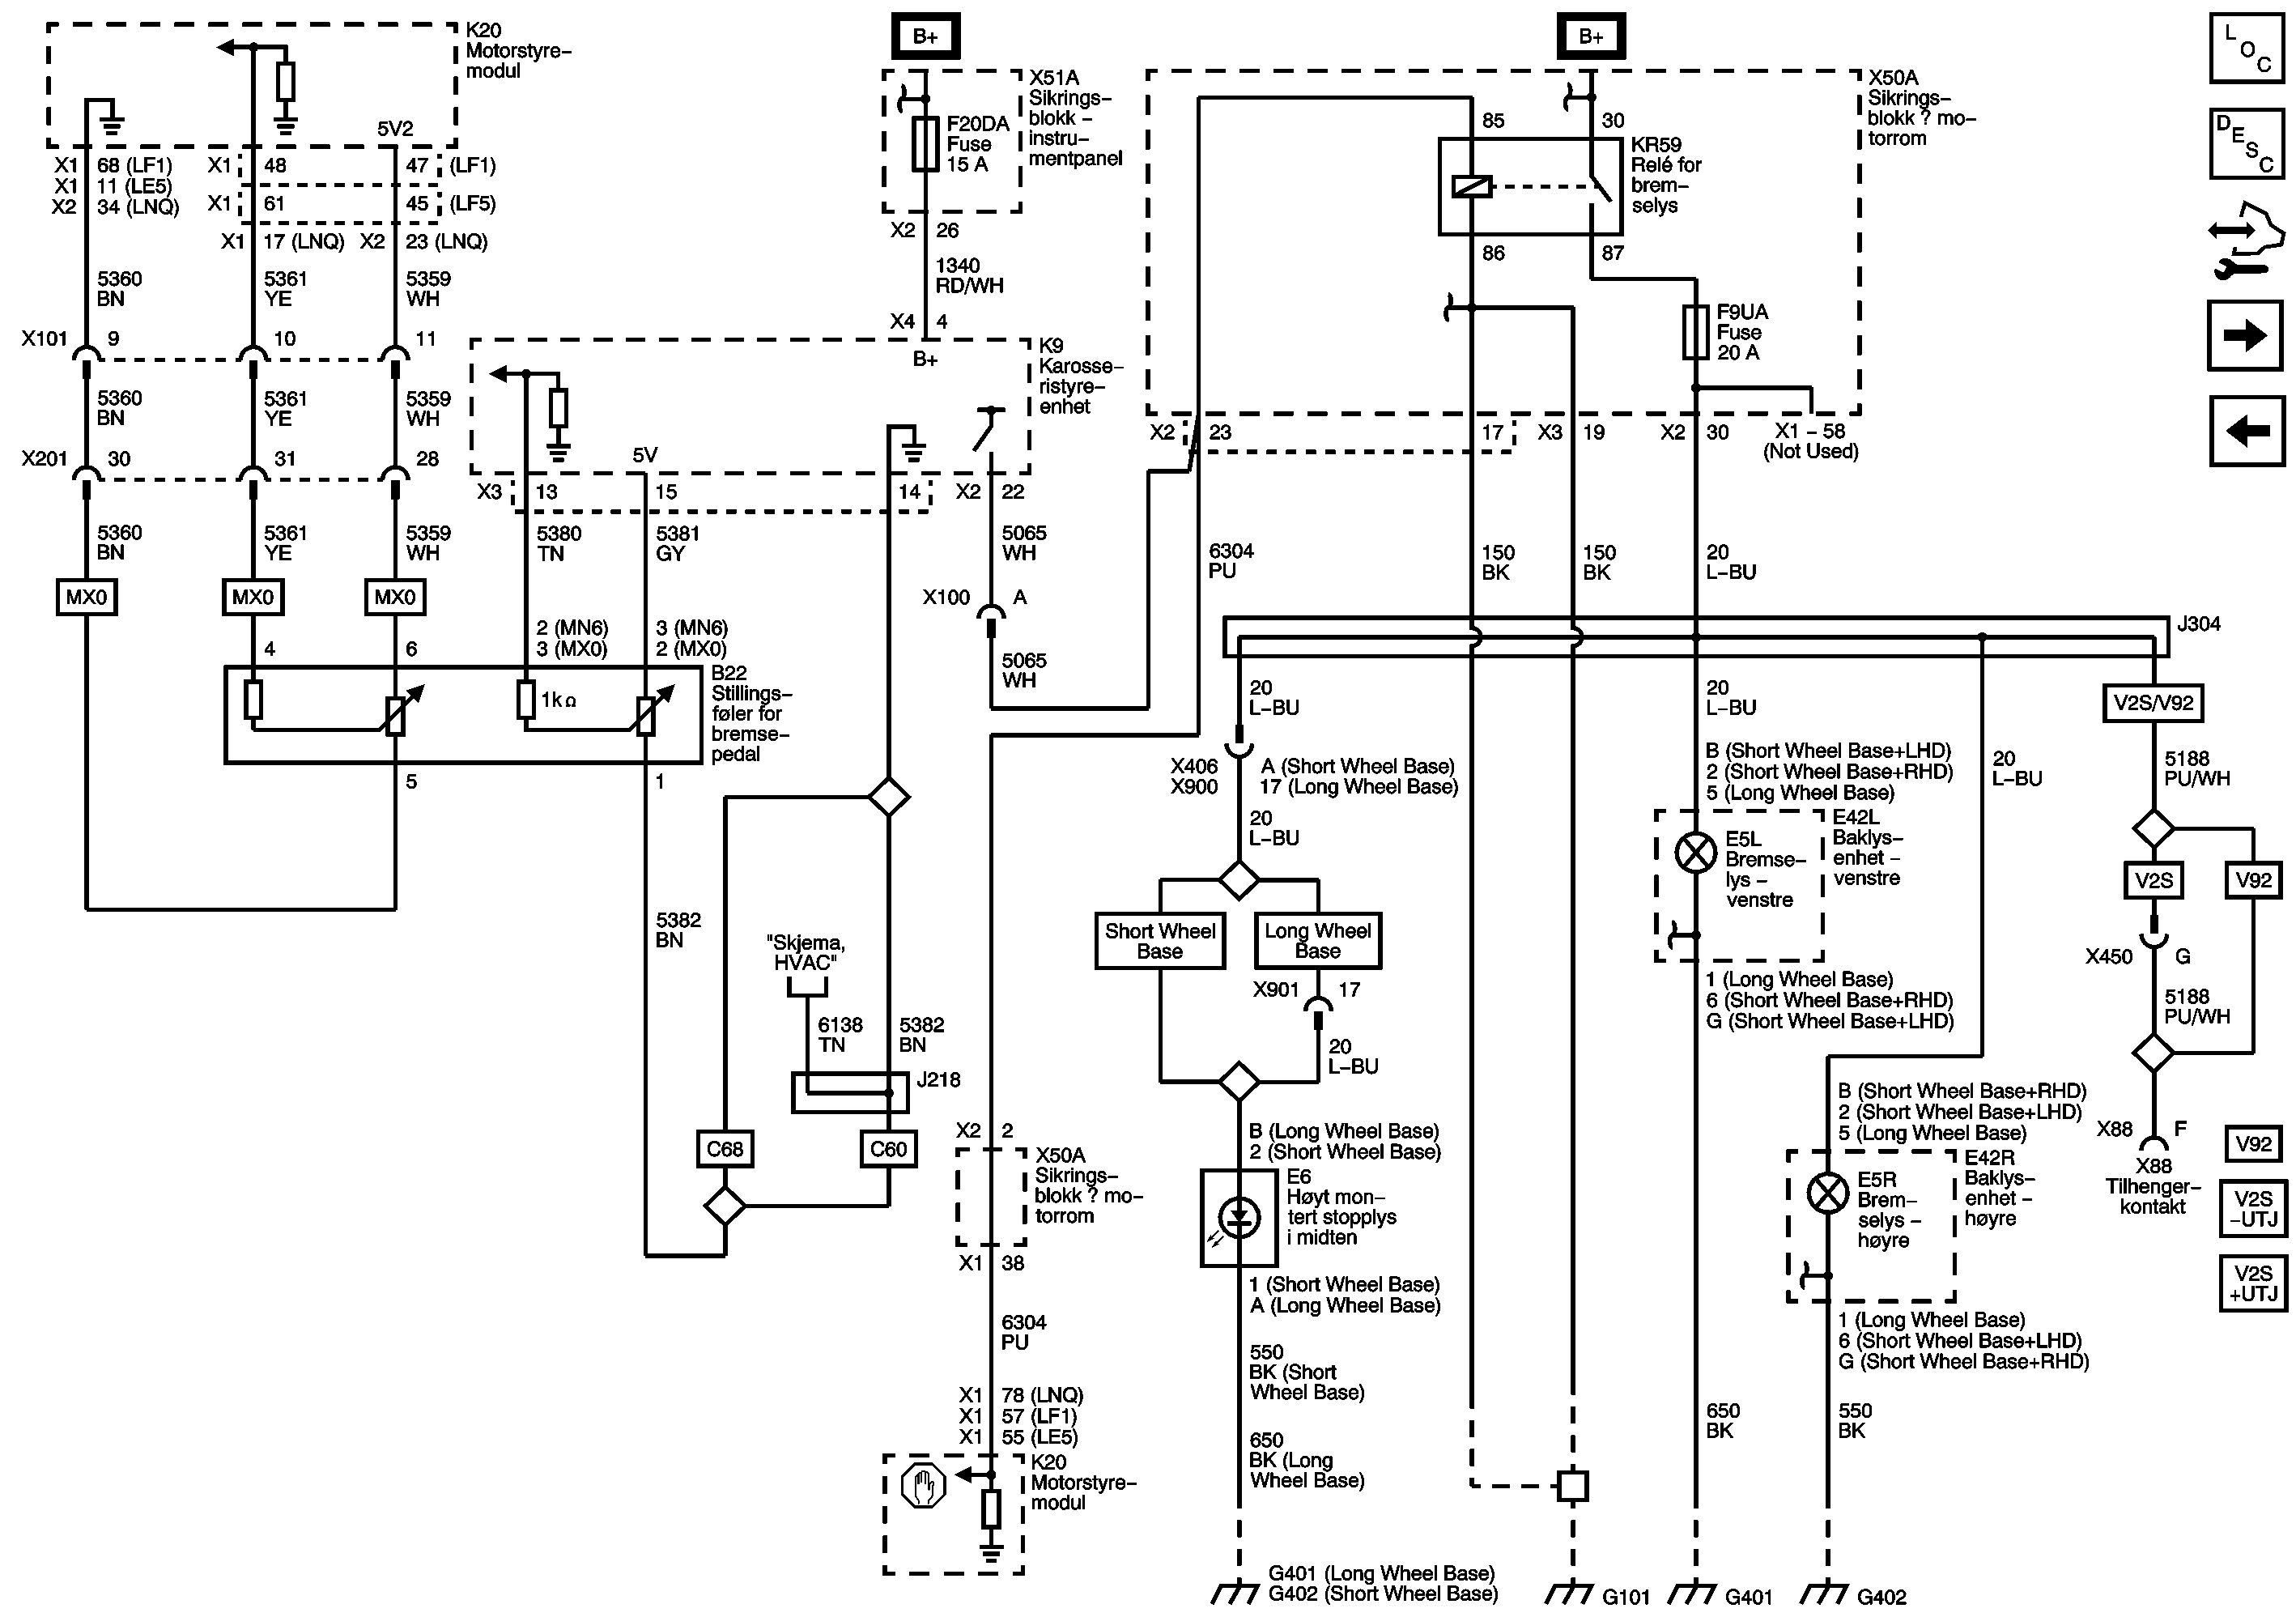 K20
Motorstyre–
modul
5V2
X1 68 (LF1)
X1 11 (LE5)
X2 34 (LNQ)
X1 48 47 (LF1)
X1 61 45 (LF5)
X1 17 (LNQ) X2 23 (LNQ)
5360
BN
5361
YE
5359
WH
X101 9 10 11
5360
BN
5361
YE
5359
WH
X201 30 31 28
5360
BN
5361
YE
5359
WH
MX0 MX0 MX0
4 6
2 (MN6)
3 (MX0)
3 (MN6)
2 (MX0)
1k Ω
B22
Stillings–
føler for
bremse–
pedal
5 1
B+
X51A
Sikrings–
blokk –
instru–
mentpanel
F20DA
Fuse
15 A
X2 26
1340
RD/WH
X4 4
B+
K9
Karosse–
ristyre–
enhet
5V
X3 13 15 14 X2 22
5380
TN
5381
GY
5065
WH
X100 A
5065
WH
5382
BN
"Skjema,
HVAC"
6138
TN
5382
BN
J218
C68 C60
X2 2
X50A
Sikrings–
blokk ? mo–
torrom
X1 38
6304
PU
X1 78 (LNQ)
X1 57 (LF1)
X1 55 (LE5)
K20
Motorstyre–
modul
B+
X50A
Sikrings–
blokk ? mo–
torrom
85 30
KR59
Relé for
brem–
selys
86 87
F9UA
Fuse
20 A
X2 23 17 X3 19 X2 30 X1 – 58
(Not Used)
6304
PU
150
BK
150
BK
20
L–BU
J304
20
L–BU
20
L–BU
V2S/V92
X406 A (Short Wheel Base)
X900 17 (Long Wheel Base)
20
L–BU
Short Wheel
Base
Long Wheel
Base
X901 17
20
L–BU
B (Long Wheel Base)
2 (Short Wheel Base)
E6
Høyt mon–
tert stopplys
i midten
1 (Short Wheel Base)
A (Long Wheel Base)
550
BK (Short
Wheel Base)
650
BK (Long
Wheel Base)
G401 (Long Wheel Base)
G402 (Short Wheel Base)
G101
B (Short Wheel Base+LHD)
2 (Short Wheel Base+RHD)
5 (Long Wheel Base)
E5L
Bremse–
lys –
venstre
E42L
Baklys–
enhet –
venstre
1 (Long Wheel Base)
6 (Short Wheel Base+RHD)
G (Short Wheel Base+LHD)
650
BK
G401
20
L–BU
B (Short Wheel Base+RHD)
2 (Short Wheel Base+LHD)
5 (Long Wheel Base)
E5R
Brem–
selys –
høyre
E42R
Baklys–
enhet –
høyre
1 (Long Wheel Base)
6 (Short Wheel Base+LHD)
G (Short Wheel Base+RHD)
550
BK
G402
5188
PU/WH
V2S V92
X450 G
5188
PU/WH
X88 F
X88
Tilhenger–
kontakt
LOC
DESC
V92
V2S
–UTJ
V2S
+UTJ